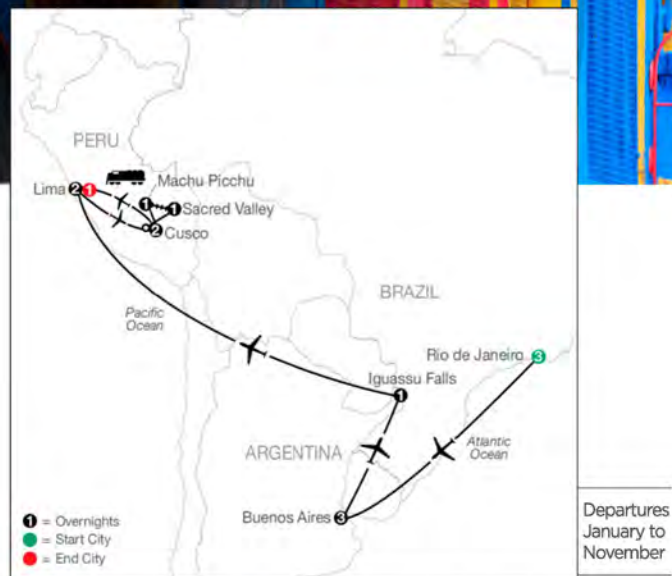 PERU
Machu Picchu
Lima 2 1
1 1 Sacred Valley
2 Cusco
BRAZIL
Pacific
Ocean
Rio de Janeiro 3
Iguassu Falls
1
ARGENTINA
Atlantic
Ocean
Buenos Aires 3
1 = Overnights
= Start City
= End City
Departures
January to
November